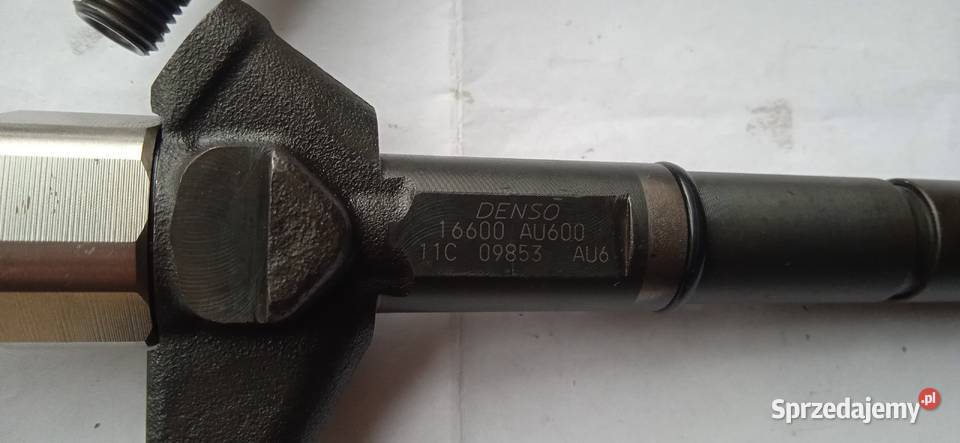 DENSO
16600 AU600
11C 09853 AU6
Sprzedajemy.pl